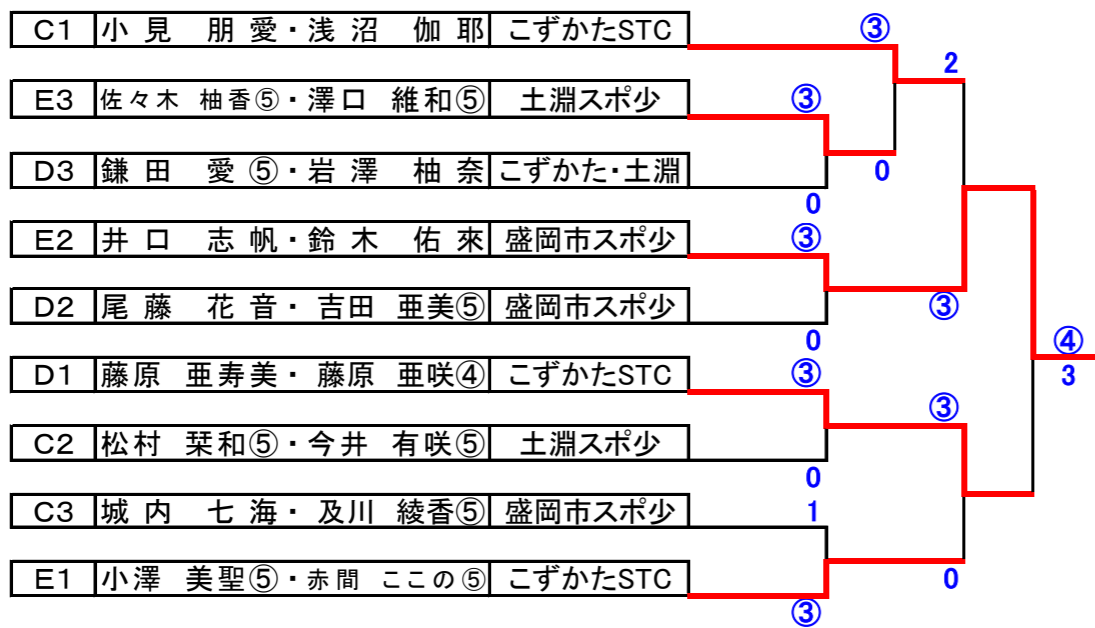 C1 小見 朋愛・浅沼 伽耶 こずかたSTC ③
2
E3 佐々木 柚香⑤・澤口 維和⑤ 土淵スポ少 ③
D3 鎌田 愛⑤・岩澤 柚奈 こずかた・土淵 0
0
E2 井口 志帆・鈴木 佑來 盛岡市スポ少 ③
D2 尾藤 花音・吉田 亜美⑤ 盛岡市スポ少 ③
0
④
D1 藤原 亜寿美・藤原 亜咲④ こずかたSTC ③
3
③
C2 松村 栞和⑤・今井 有咲⑤ 土淵スポ少
0
C3 城内 七海・及川 綾香⑤ 盛岡市スポ少 1
E1 小澤 美聖⑤・赤間 ここの⑤ こずかたSTC 0
③